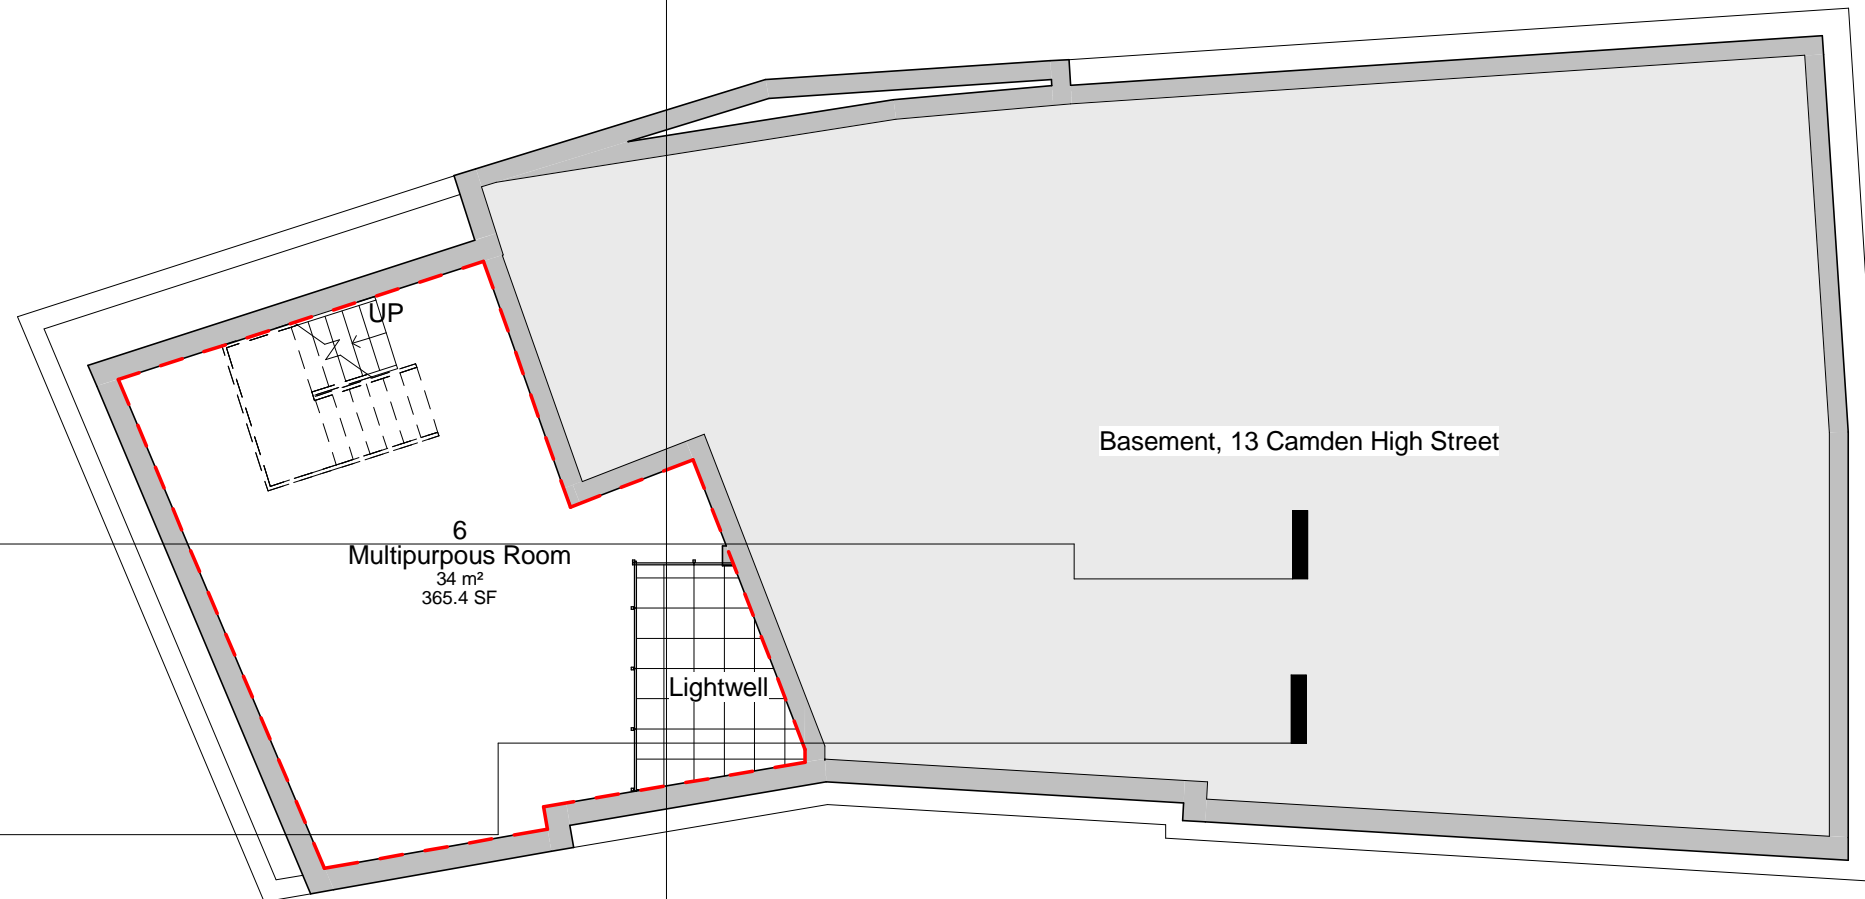 UP
Basement, 13 Camden High Street
6
Multipurpous Room
34 m²
365.4 SF
Lightwell